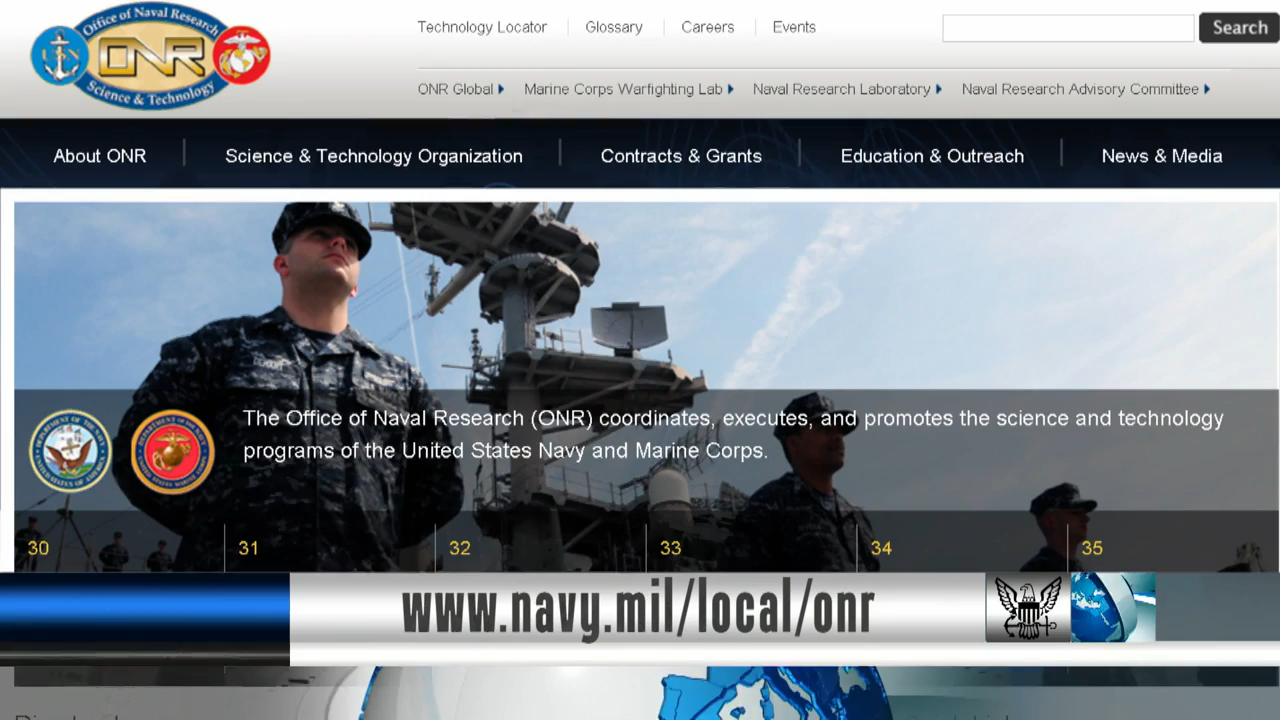 Office of Naval Research
ONR
Science & Technology
Technology Locator
Glossary
Careers
Events
Search
ONR Global
Marine Corps Warfighting Lab
Naval Research Laboratory
Naval Research Advisory Committee
About ONR
Science & Technology Organization
Contracts & Grants
Education & Outreach
News & Media
The Office of Naval Research (ONR) coordinates, executes, and promotes the science and technology
programs of the United States Navy and Marine Corps.
30
31
32
33
34
35
www.navy.mil/local/onr